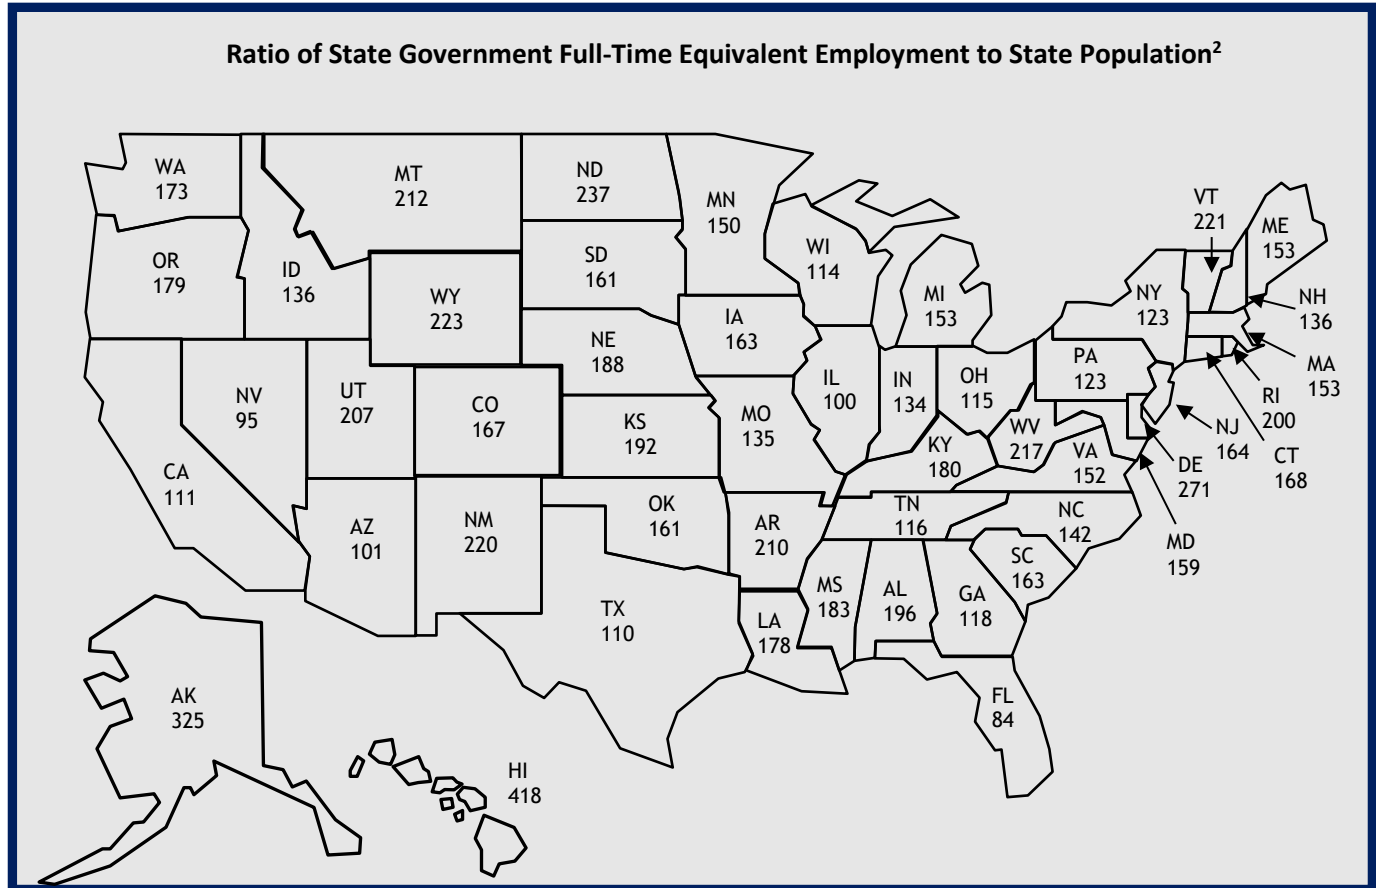 Ratio of State Government Full-Time Equivalent Employment to State Population²
WA
173
MT
212
ND
237
MN
150
VT
221
ME
153
OR
179
ID
136
SD
161
WI
114
WY
223
MI
153
NY
123
NH
136
IA
163
NE
188
PA
123
MA
153
NV
95
UT
207
CO
167
IL
100
IN
134
OH
115
RI
200
KS
192
MO
135
WV
217
NJ
164
CA
111
KY
180
VA
152
CT
168
DE
271
AZ
101
NM
220
OK
161
AR
210
TN
116
NC
142
MD
159
SC
163
MS
183
AL
196
GA
118
TX
110
LA
178
AK
325
FL
84
HI
418